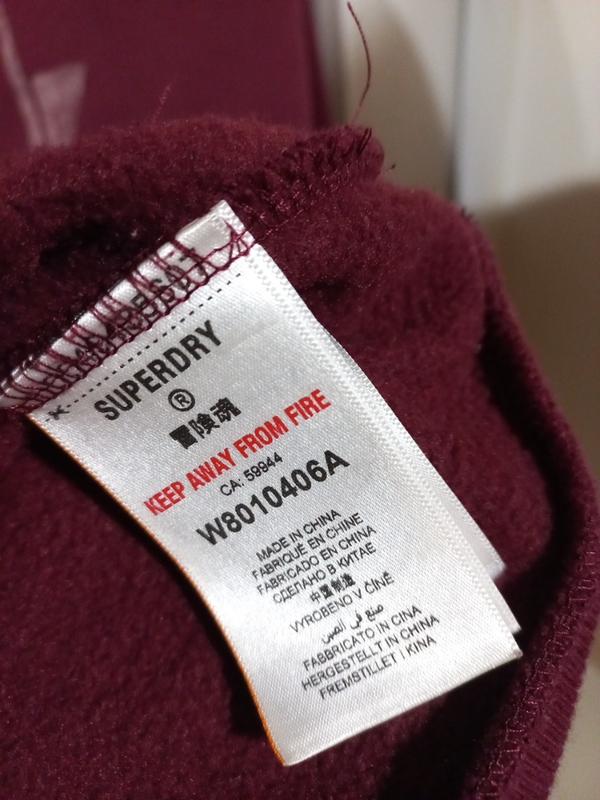 SUPERDRY
®
冒険魂
KEEP AWAY FROM FIRE
CA: 59944
W8010406A
MADE IN CHINA
FABRIQUÉ EN CHINE
FABRICADO EN CHINA
СДЕЛАНО В КИТАЕ
中国制造
VYROBENO V ČÍNĚ
صنع في الصين
FABBRICATO IN CINA
HERGESTELLT IN CHINA
FREMSTILLET I KINA